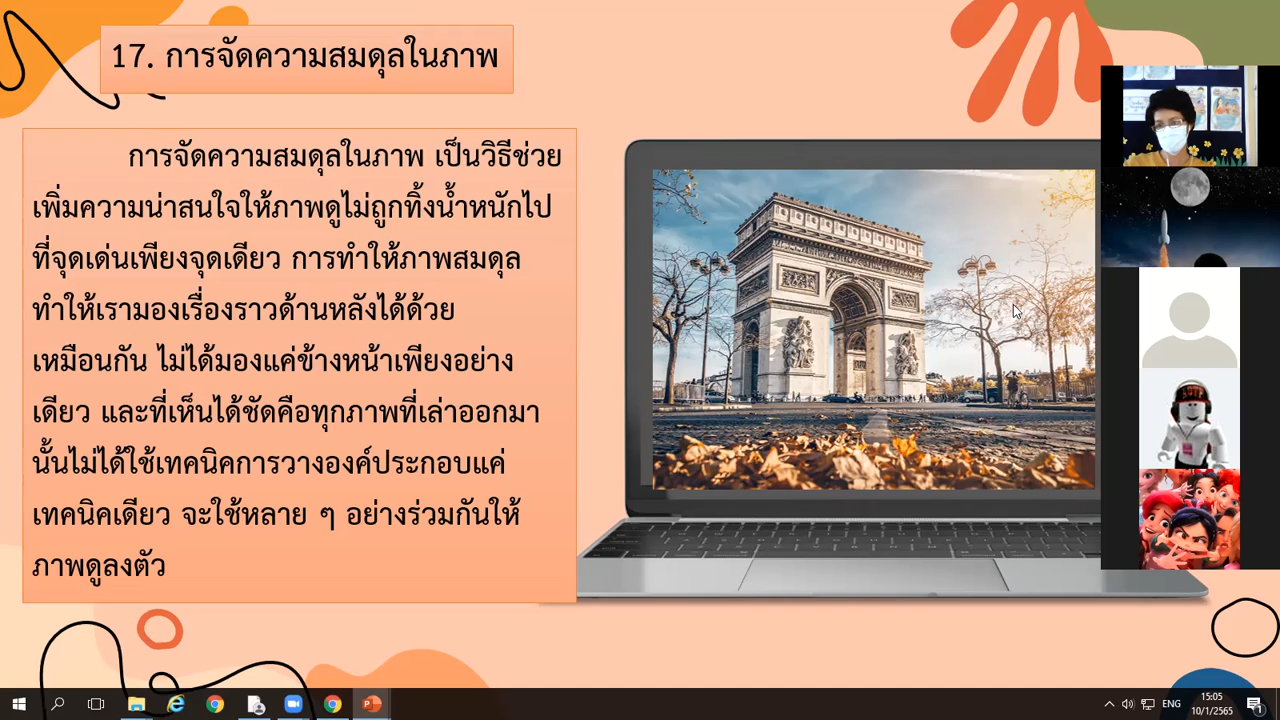 17. การจัดความสมดุลในภาพ
การจัดความสมดุลในภาพ เป็นวิธีช่วย
เพิ่มความน่าสนใจให้ภาพดูไม่ถูกทิ้งน้ำหนักไป
ที่จุดเด่นเพียงจุดเดียว การทำให้ภาพสมดุล
ทำให้เรามองเรื่องราวด้านหลังได้ด้วย
เหมือนกัน ไม่ได้มองแค่ข้างหน้าเพียงอย่าง
เดียว และที่เห็นได้ชัดคือทุกภาพที่เล่าออกมา
นั้นไม่ได้ใช้เทคนิคการวางองค์ประกอบแค่
เทคนิคเดียว จะใช้หลาย ๆ อย่างร่วมกันให้
ภาพดูลงตัว
ENG
15:05
10/1/2565